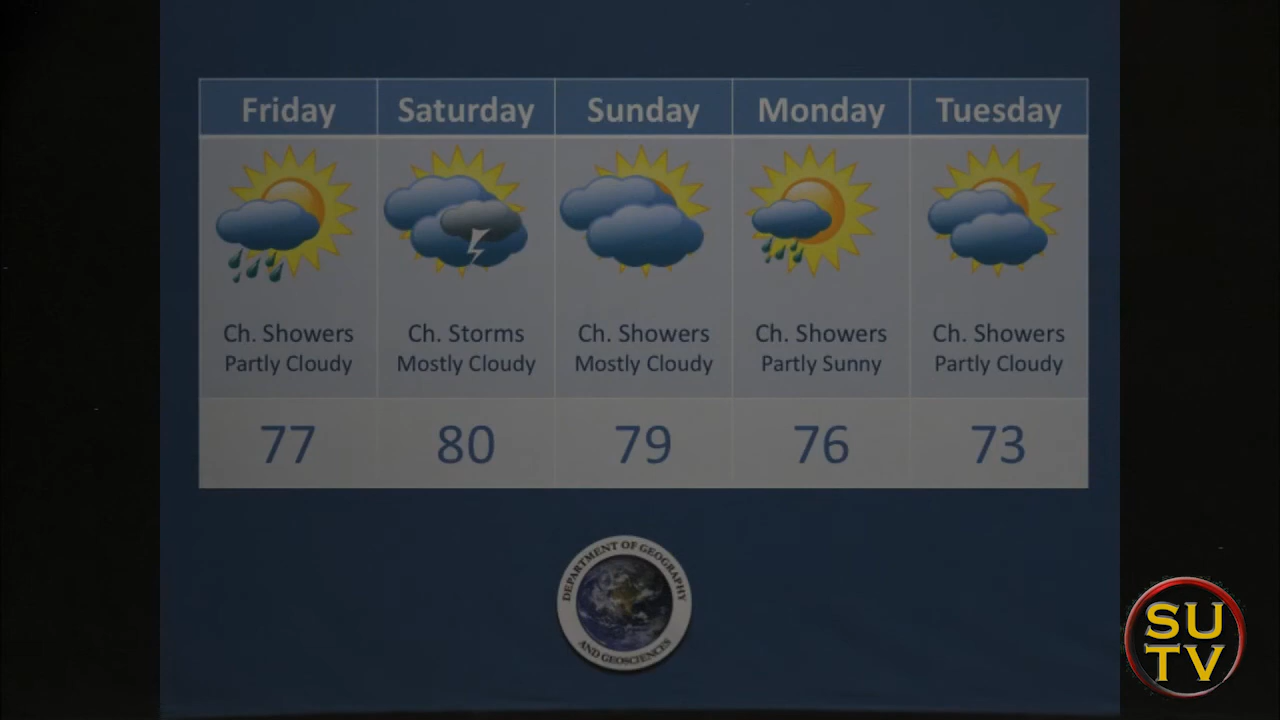 Friday Saturday Sunday Monday Tuesday
Ch. Showers Ch. Storms Ch. Showers Ch. Showers Ch. Showers
Partly Cloudy Mostly Cloudy Mostly Cloudy Partly Sunny Partly Cloudy
77 80 79 76 73
DEPARTMENT OF GEOGRAPHY
AND GEOSCIENCES
SU
TV